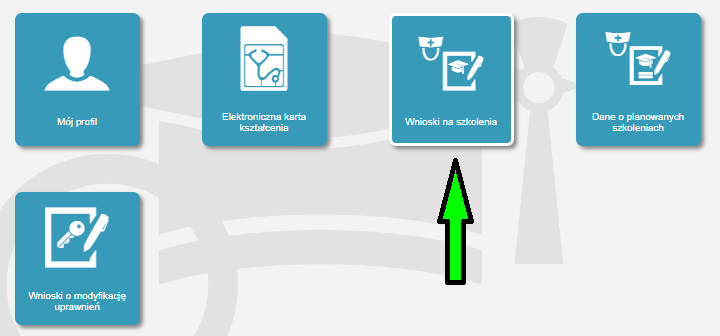 Mój profil
Elektroniczna karta
kształcenia
Wnioski na szkolenia
Dane o planowanych
szkoleniach
Wnioski o modyfikację
uprawnień